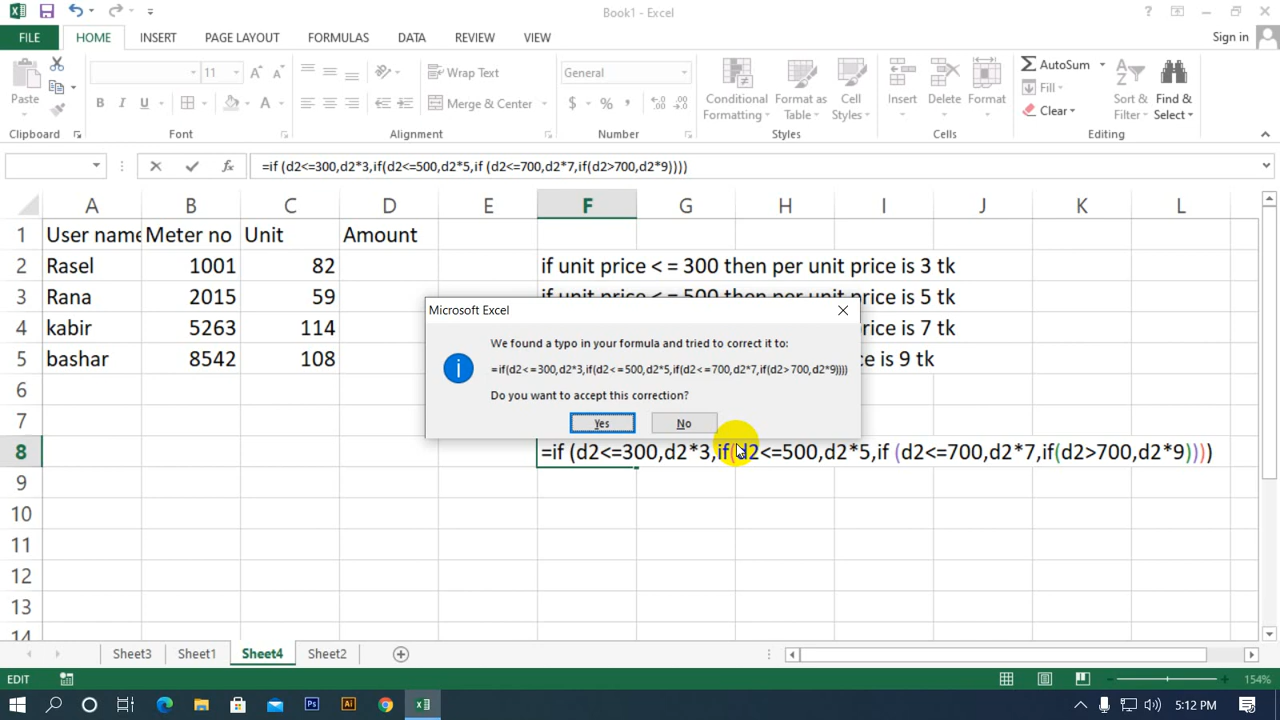 Book1 - Excel
FILE HOME INSERT PAGE LAYOUT FORMULAS DATA REVIEW VIEW Sign in
Paste
11
Wrap Text
General
Conditional Formatting
Format as Table
Cell Styles
Insert
Delete
Format
AutoSum
Fill
Clear
Sort & Filter
Find & Select
B I U A
Merge & Center
$ % ,
Clipboard Font Alignment Number Styles Cells Editing
fx =if (d2<=300,d2*3,if(d2<=500,d2*5,if (d2<=700,d2*7,if(d2>700,d2*9))))
A B C D E F G H I J K L
1 User name Meter no Unit Amount
2 Rasel 1001 82 if unit price < = 300 then per unit price is 3 tk
3 Rana 2015 59 if unit price < = 500 then per unit price is 5 tk
4 kabir 5263 114 price is 7 tk
5 bashar 8542 108 ice is 9 tk
6
7
8 =if (d2<=300,d2*3,if(d2<=500,d2*5,if (d2<=700,d2*7,if(d2>700,d2*9))))
9
10
11
12
13
14
Microsoft Excel
We found a typo in your formula and tried to correct it to:
=if(d2<=300,d2*3,if(d2<=500,d2*5,if(d2<=700,d2*7,if(d2>700,d2*9))))
Do you want to accept this correction?
Yes No
Sheet3 Sheet1 Sheet4 Sheet2
EDIT 154%
Ps Ai 5:12 PM